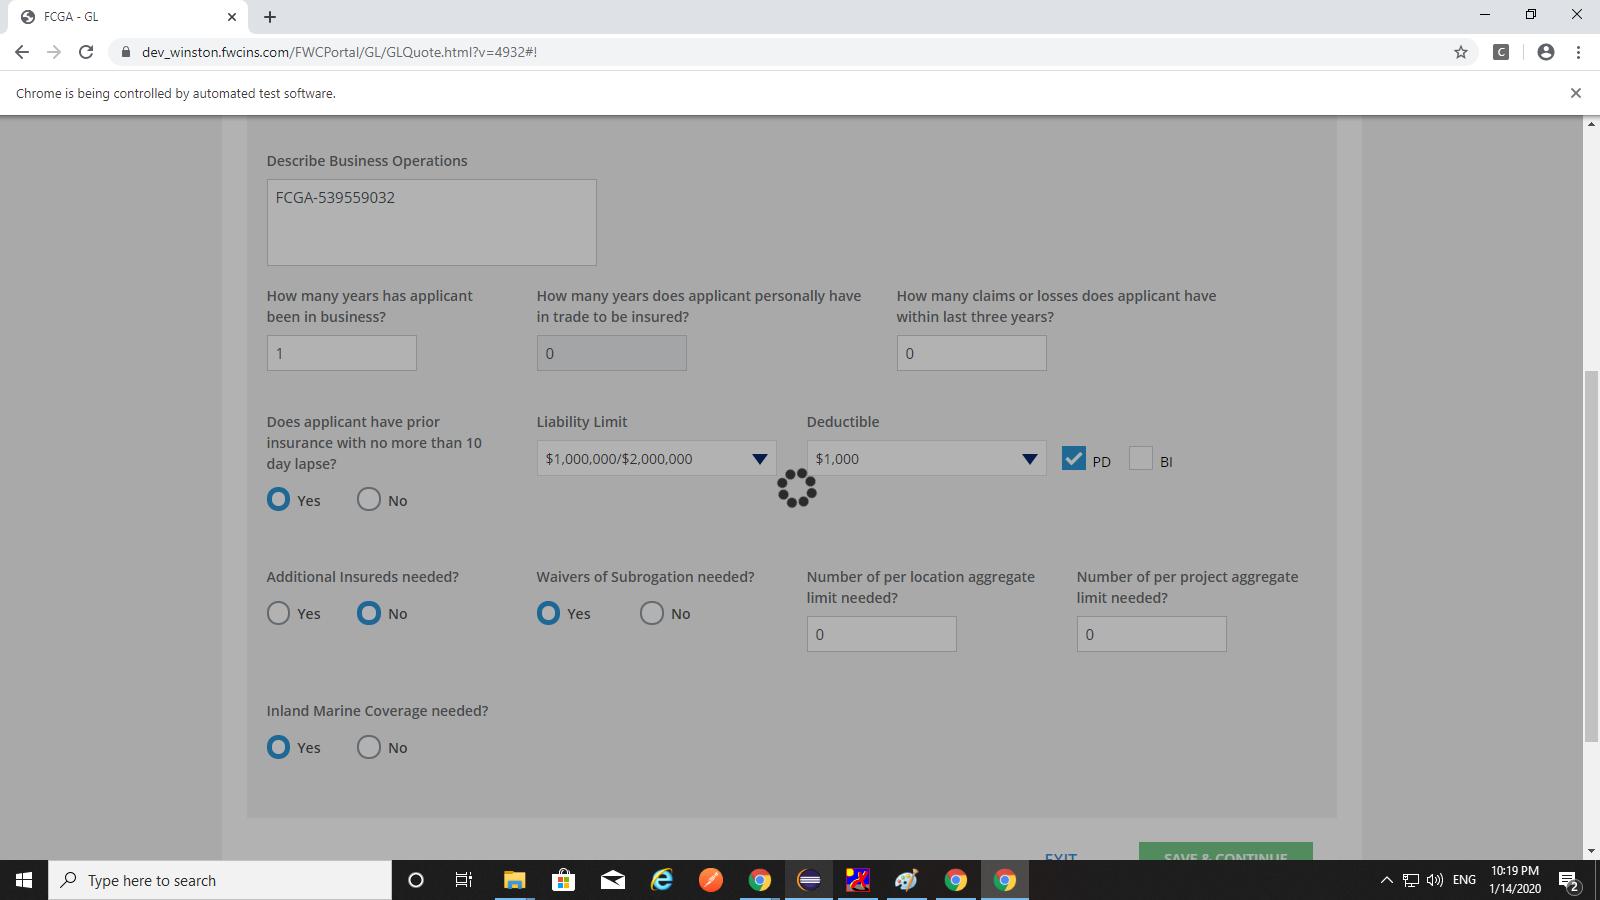 FCGA - GL
dev_winston.fwcins.com/FWCPortal/GL/GLQuote.html?v=4932#!
C
Chrome is being controlled by automated test software.
Describe Business Operations
FCGA-539559032
How many years has applicant
been in business?
1
How many years does applicant personally have
in trade to be insured?
0
How many claims or losses does applicant have
within last three years?
0
Does applicant have prior
insurance with no more than 10
day lapse?
Yes No
Liability Limit
$1,000,000/$2,000,000
Deductible
$1,000
PD BI
Additional Insureds needed?
Yes No
Waivers of Subrogation needed?
Yes No
Number of per location aggregate
limit needed?
0
Number of per project aggregate
limit needed?
0
Inland Marine Coverage needed?
Yes No
EXIT
SAVE & CONTINUE
Type here to search
ENG
10:19 PM
1/14/2020
2